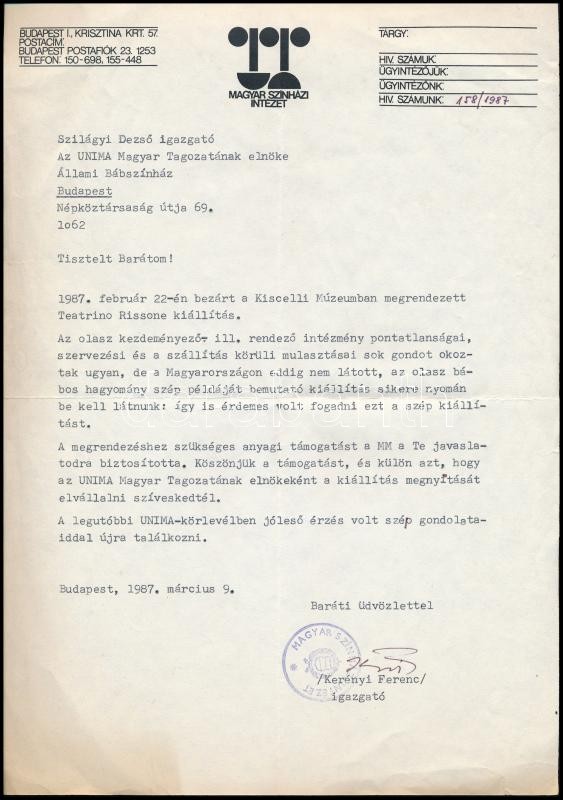 BUDAPEST I., KRISZTINA KRT. 57.
POSTACÍM:
BUDAPEST POSTAFIÓK 23. 1253
TELEFON: 150-698, 155-448
MAGYAR SZÍNHÁZI
INTÉZET
TÁRGY:
HIV. SZÁMUK:
ÜGYINTÉZŐJÜK:
ÜGYINTÉZŐNK:
HIV. SZÁMUNK: 158/1987
Szilágyi Dezső igazgató
Az UNIMA Magyar Tagozatának elnöke
Állami Bábszínház
Budapest
Népköztársaság útja 69.
1o62
Tisztelt Barátom!
1987. február 22-én bezárt a Kiscelli Múzeumban megrendezett
Teatrino Rissone kiállítás.
Az olasz kezdeményező- ill. rendező intézmény pontatlanságai,
szervezési és a szállítás körüli mulasztásai sok gondot okoz-
tak ugyan, de a Magyarországon eddig nem látott, az olasz bá-
bos hagyomány szép példáját bemutató kiállítás sikere nyomán
be kell látnunk: így is érdemes volt fogadni ezt a szép kiállí-
tást.
A megrendezéshez szükséges anyagi támogatást a MM a Te javasla-
todra biztosította. Köszönjük a támogatást, és külön azt, hogy
az UNIMA Magyar Tagozatának elnökeként a kiállítás megnyitását
elvállalni szíveskedtél.
A legutóbbi UNIMA-körlevélben jóleső érzés volt szép gondolata-
iddal újra találkozni.
Budapest, 1987. március 9.
Baráti üdvözlettel
MAGYAR SZÍN
INTÉZET
/Kerényi Ferenc/
igazgató